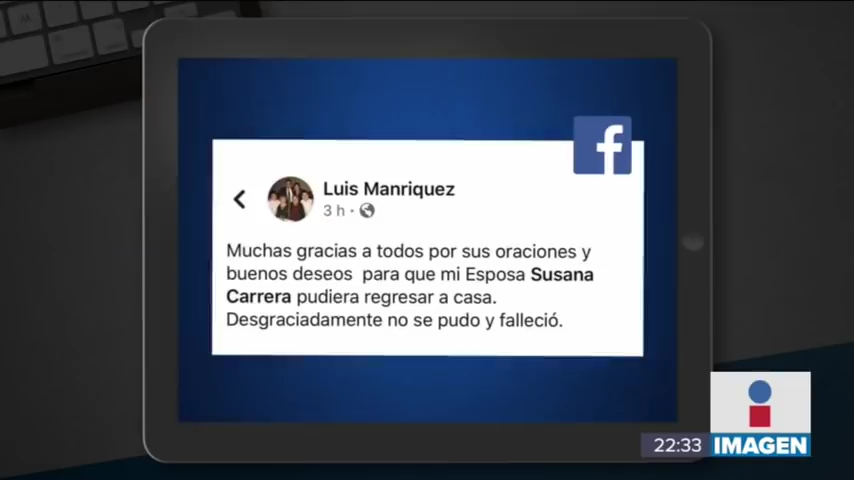 Luis Manriquez
3 h
Muchas gracias a todos por sus oraciones y
buenos deseos para que mi Esposa Susana
Carrera pudiera regresar a casa.
Desgraciadamente no se pudo y falleció.
22:33 IMAGEN